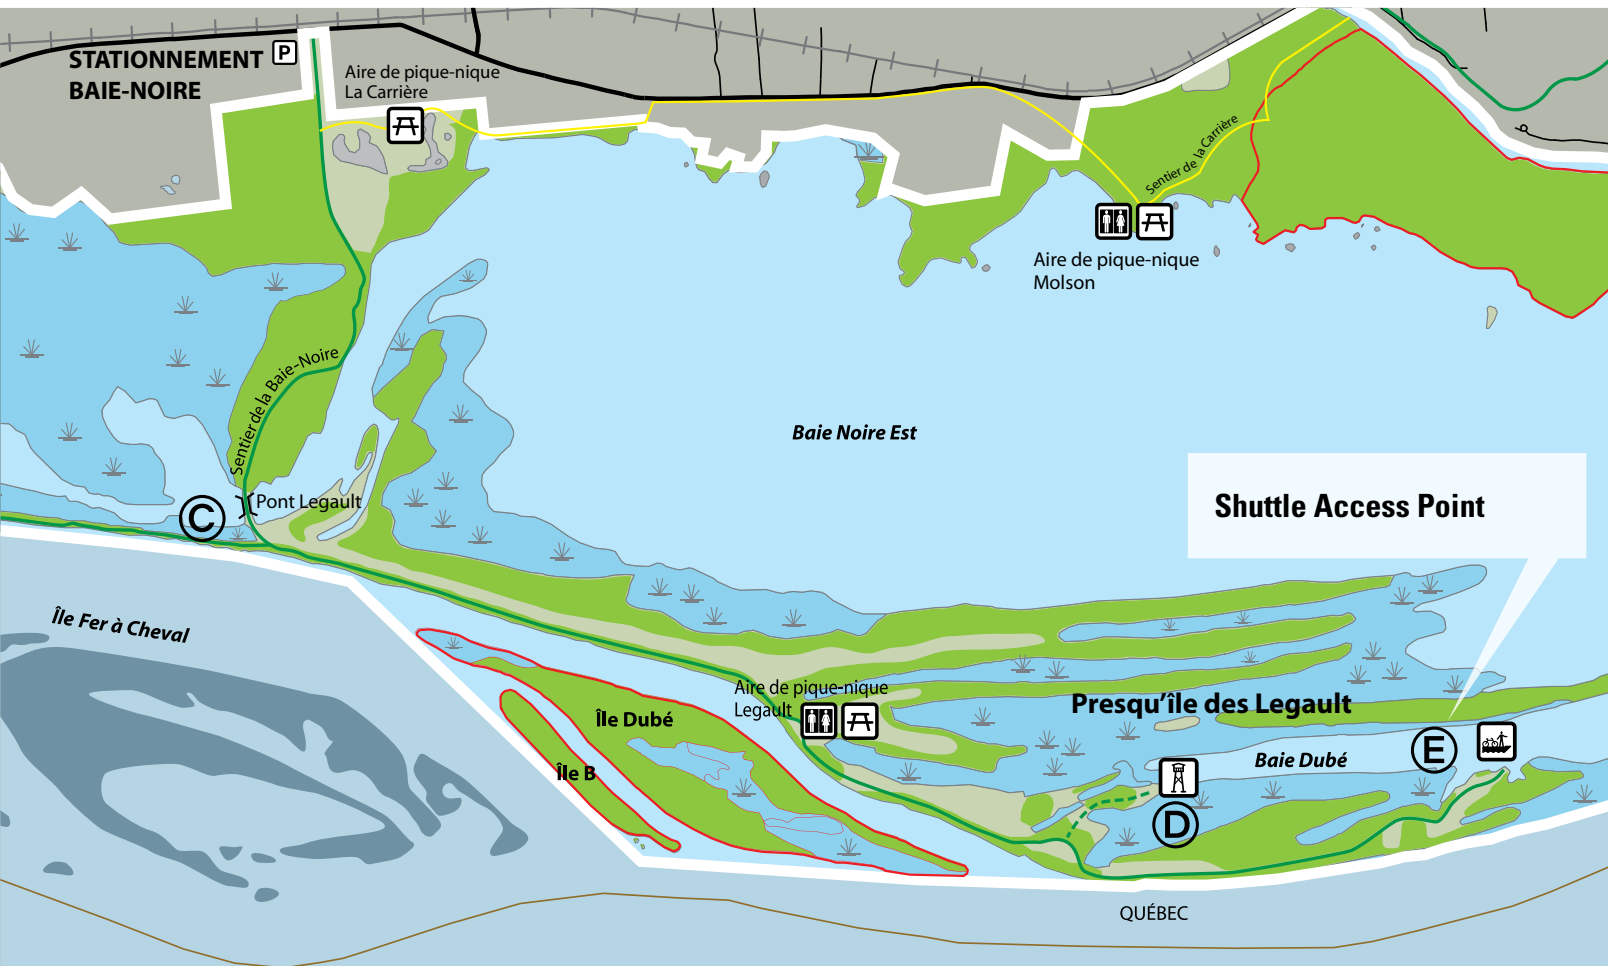 STATIONNEMENT P
BAIE-NOIRE
Aire de pique-nique
La Carrière
Sentier de la Carrière
Aire de pique-nique
Molson
Sentier de la Baie-Noire
Baie Noire Est
Shuttle Access Point
C
Pont Legault
Île Fer à Cheval
Aire de pique-nique
Legault
Île Dubé
Île B
Presqu'île des Legault
Baie Dubé
E
D
QUÉBEC